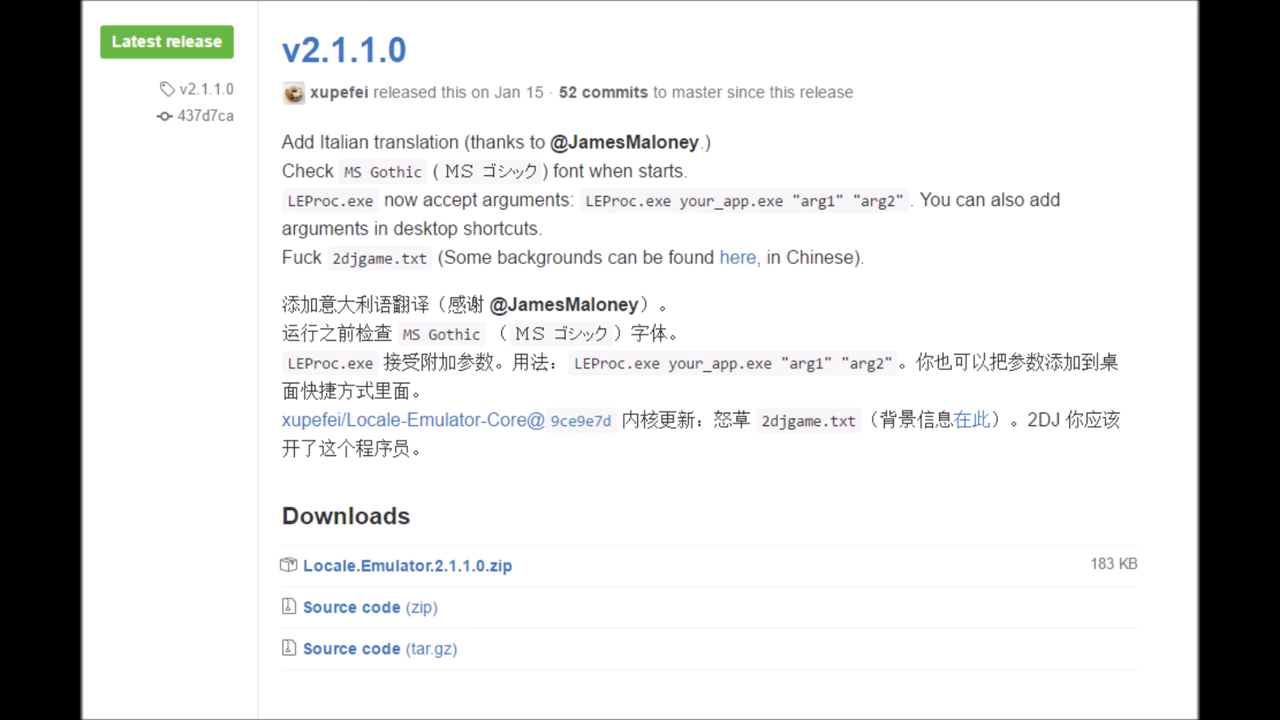 Latest release
v2.1.1.0
437d7ca
v2.1.1.0
xupefei released this on Jan 15 · 52 commits to master since this release
Add Italian translation (thanks to @JamesMaloney.)
Check MS Gothic (ＭＳ ゴシック) font when starts.
LEProc.exe now accept arguments: LEProc.exe your_app.exe "arg1" "arg2". You can also add
arguments in desktop shortcuts.
Fuck 2djgame.txt (Some backgrounds can be found here, in Chinese).
添加意大利语翻译（感谢 @JamesMaloney）。
运行之前检查 MS Gothic （ＭＳ ゴシック）字体。
LEProc.exe 接受附加参数。用法： LEProc.exe your_app.exe "arg1" "arg2"。你也可以把参数添加到桌
面快捷方式里面。
xupefei/Locale-Emulator-Core@9ce9e7d 内核更新：怒草 2djgame.txt（背景信息在此）。2DJ 你应该
开了这个程序员。
Downloads
Locale.Emulator.2.1.1.0.zip 183 KB
Source code (zip)
Source code (tar.gz)